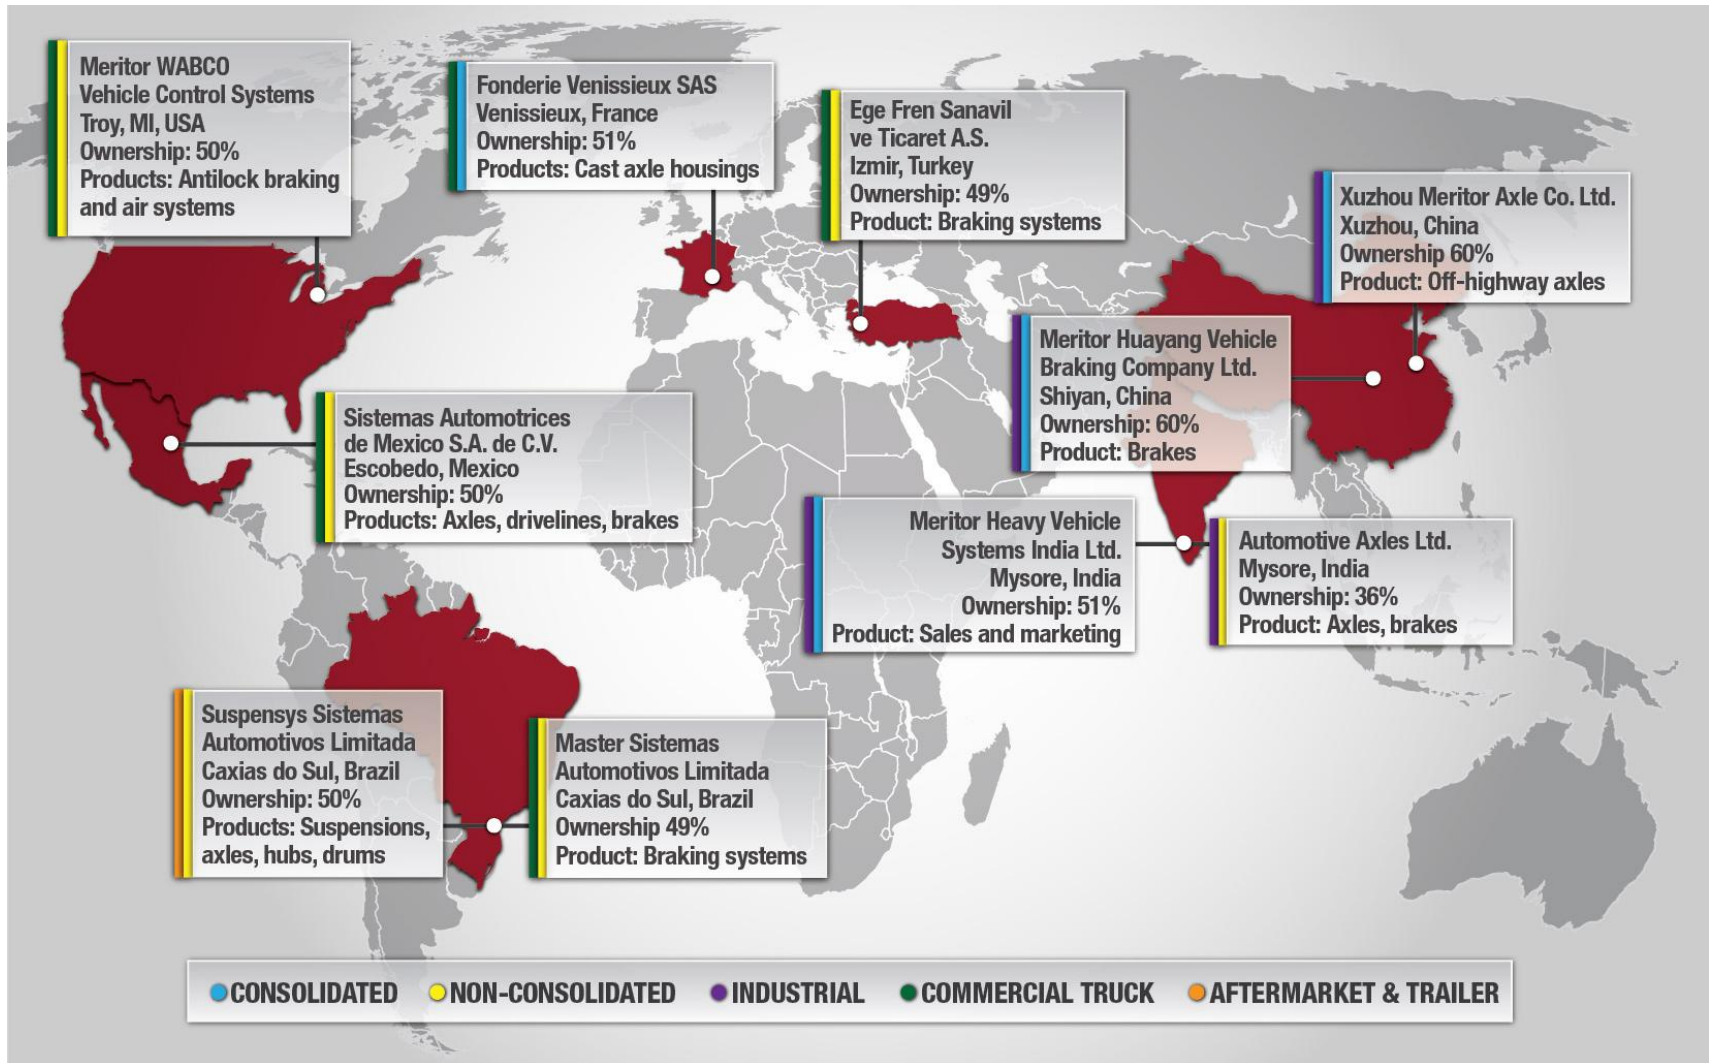 Meritor WABCO
Vehicle Control Systems
Troy, MI, USA
Ownership: 50%
Products: Antilock braking
and air systems
Fonderie Venissieux SAS
Venissieux, France
Ownership: 51%
Products: Cast axle housings
Ege Fren Sanavil
ve Ticaret A.S.
Izmir, Turkey
Ownership: 49%
Product: Braking systems
Xuzhou Meritor Axle Co. Ltd.
Xuzhou, China
Ownership 60%
Product: Off-highway axles
Meritor Huayang Vehicle
Braking Company Ltd.
Shiyan, China
Ownership: 60%
Product: Brakes
Sistemas Automotrices
de Mexico S.A. de C.V.
Escobedo, Mexico
Ownership: 50%
Products: Axles, drivelines, brakes
Meritor Heavy Vehicle
Systems India Ltd.
Mysore, India
Ownership: 51%
Product: Sales and marketing
Automotive Axles Ltd.
Mysore, India
Ownership: 36%
Product: Axles, brakes
Suspensys Sistemas
Automotivos Limitada
Caxias do Sul, Brazil
Ownership: 50%
Products: Suspensions,
axles, hubs, drums
Master Sistemas
Automotivos Limitada
Caxias do Sul, Brazil
Ownership 49%
Product: Braking systems
CONSOLIDATED
NON-CONSOLIDATED
INDUSTRIAL
COMMERCIAL TRUCK
AFTERMARKET & TRAILER